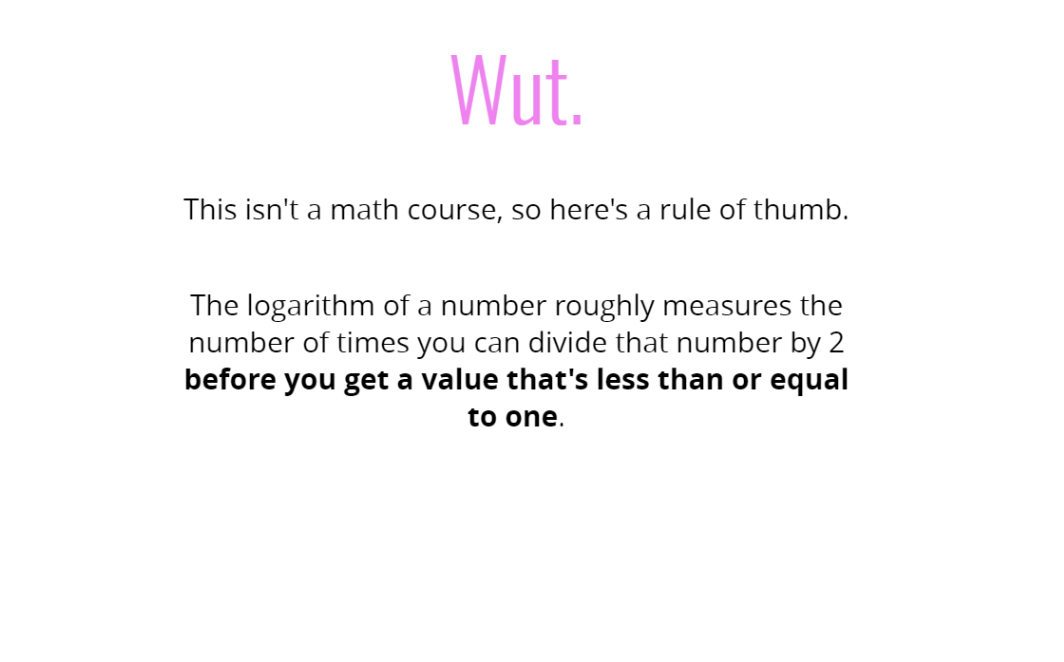 Wut.
This isn't a math course, so here's a rule of thumb.
The logarithm of a number roughly measures the
number of times you can divide that number by 2
before you get a value that's less than or equal
to one.